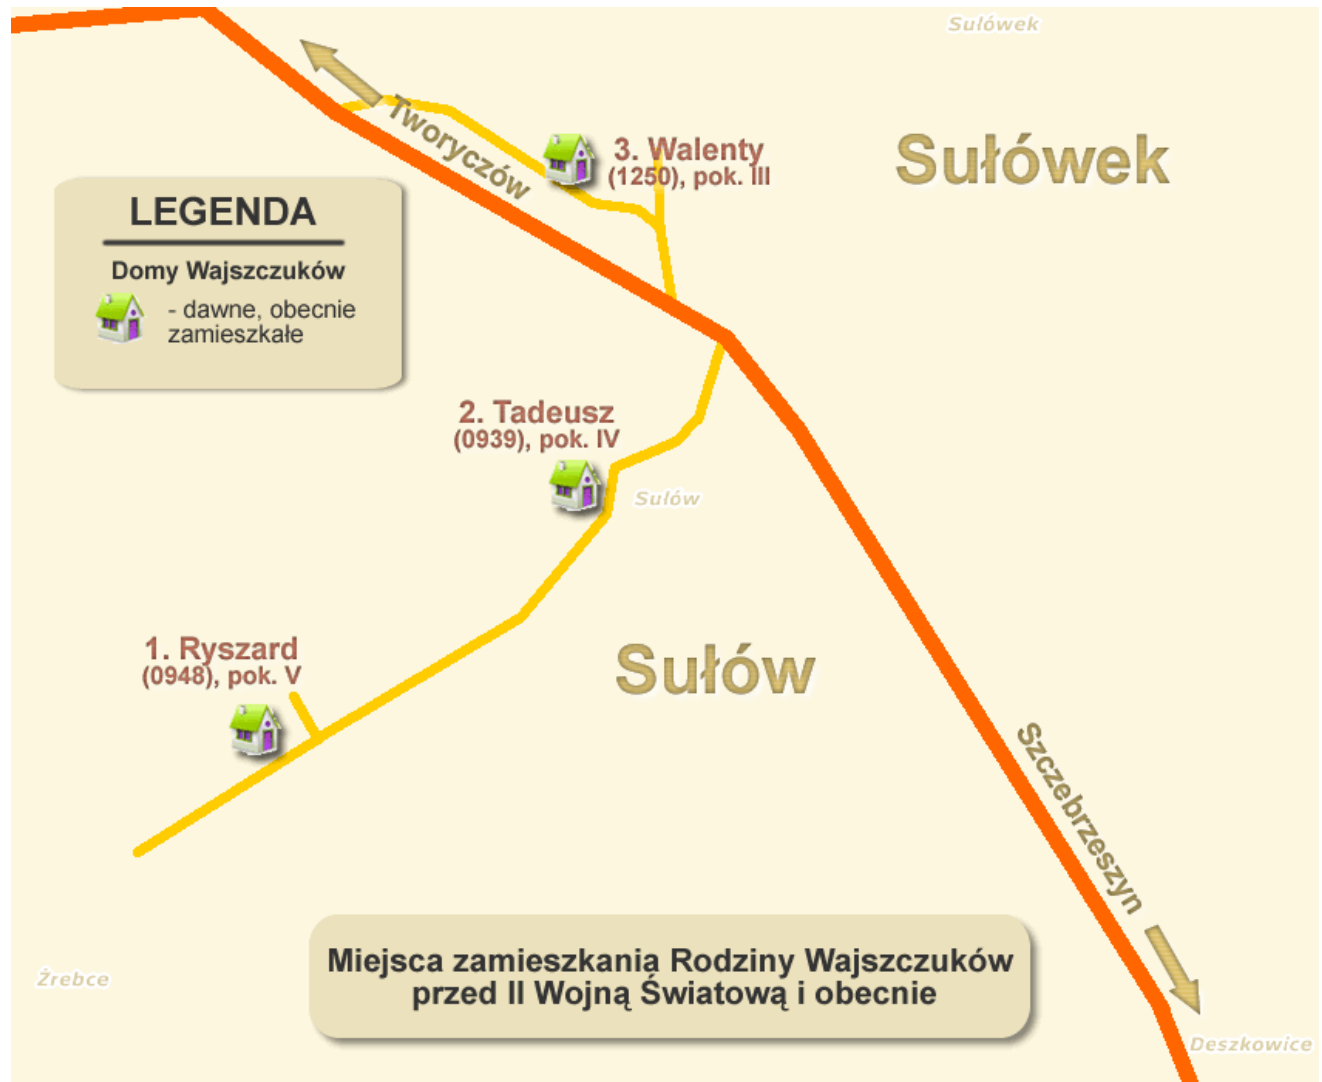 Sułówek
Tworyczów
3. Walenty
(1250), pok. III
Sułówek
LEGENDA
Domy Wajszczuków
- dawne, obecnie
zamieszkałe
2. Tadeusz
(0939), pok. IV
Sułów
1. Ryszard
(0948), pok. V
Sułów
Szczebrzeszyn
Miejsca zamieszkania Rodziny Wajszczuków
przed II Wojną Światową i obecnie
Źrebce
Deszkowice